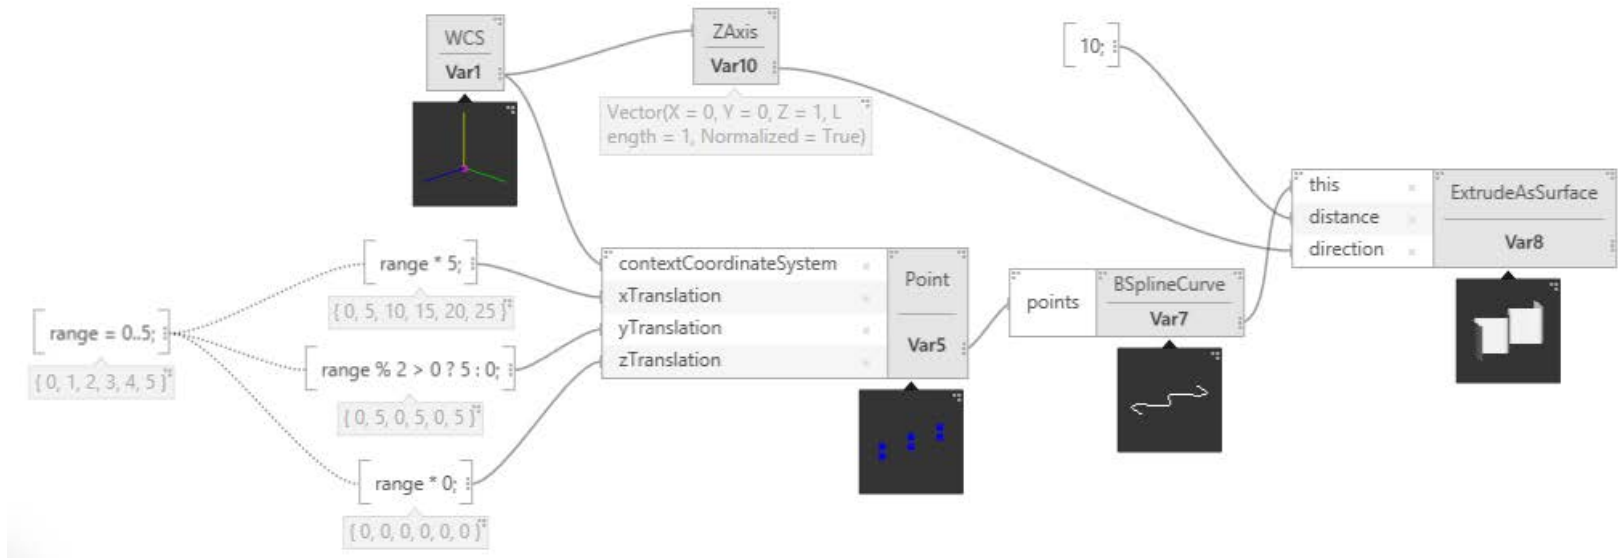 WCS
Var1
ZAxis
Var10
Vector(X = 0, Y = 0, Z = 1, L
ength = 1, Normalized = True)
10;
this
distance
direction
ExtrudeAsSurface
Var8
range = 0..5;
{ 0, 1, 2, 3, 4, 5 }
range * 5;
{ 0, 5, 10, 15, 20, 25 }
range % 2 > 0 ? 5 : 0;
{ 0, 5, 0, 5, 0, 5 }
range * 0;
{ 0, 0, 0, 0, 0, 0 }
contextCoordinateSystem
xTranslation
yTranslation
zTranslation
Point
Var5
points
BSplineCurve
Var7